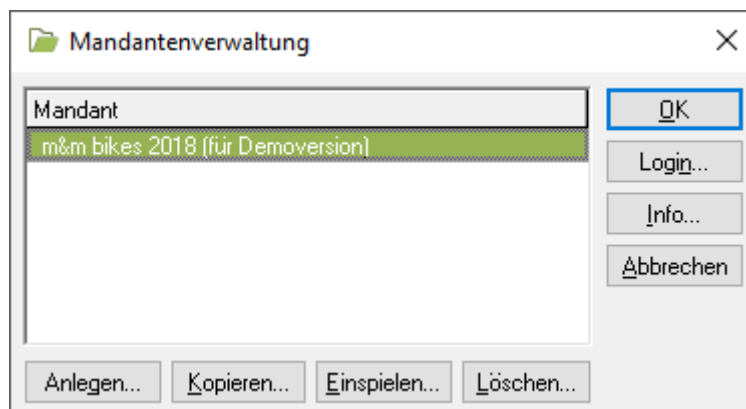 Mandantenverwaltung
Mandant
m&m bikes 2018 (für Demoversion)
OK
Login...
Info...
Abbrechen
Anlegen... Kopieren... Einspielen... Löschen...